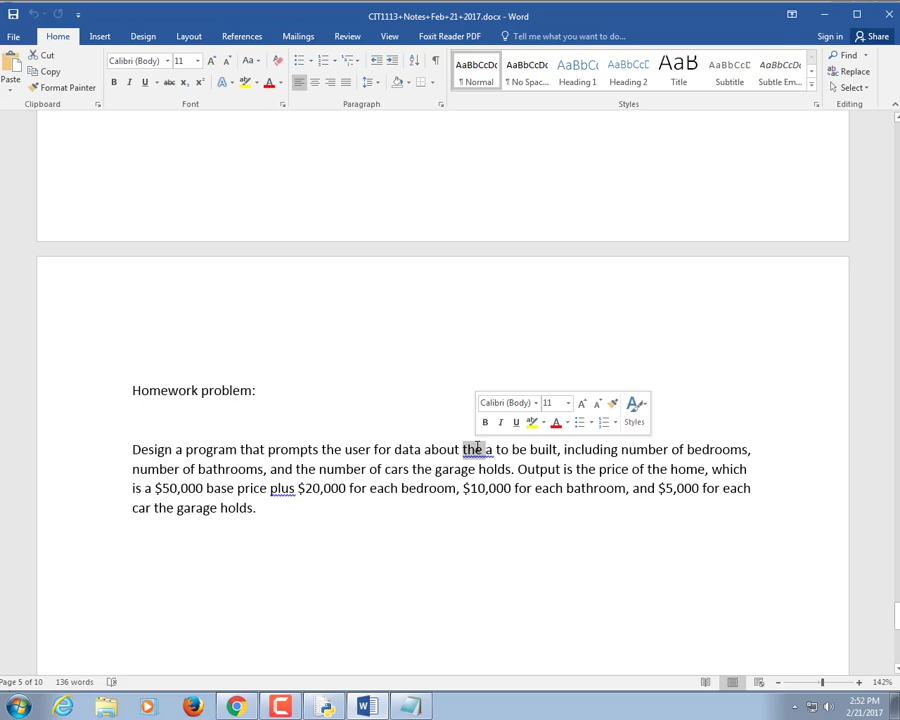 CIT1113+Notes+Feb+21+2017.docx - Word
File Home Insert Design Layout References Mailings Review View Foxit Reader PDF Tell me what you want to do... Sign in Share
Paste Cut Copy Format Painter
Calibri (Body) 11
AaBbCcDc AaBbCcDc AaBbCc AaBbCcC AaB AaBbCcC AaBbCcDc
¶ Normal ¶ No Spac... Heading 1 Heading 2 Title Subtitle Subtle Em...
Find Replace Select
Clipboard Font Paragraph Styles Editing
Homework problem:
Calibri (Body) 11
B I U A Styles
Design a program that prompts the user for data about the a to be built, including number of bedrooms,
number of bathrooms, and the number of cars the garage holds. Output is the price of the home, which
is a $50,000 base price plus $20,000 for each bedroom, $10,000 for each bathroom, and $5,000 for each
car the garage holds.
Page 5 of 10 136 words 142%
2:52 PM
2/21/2017